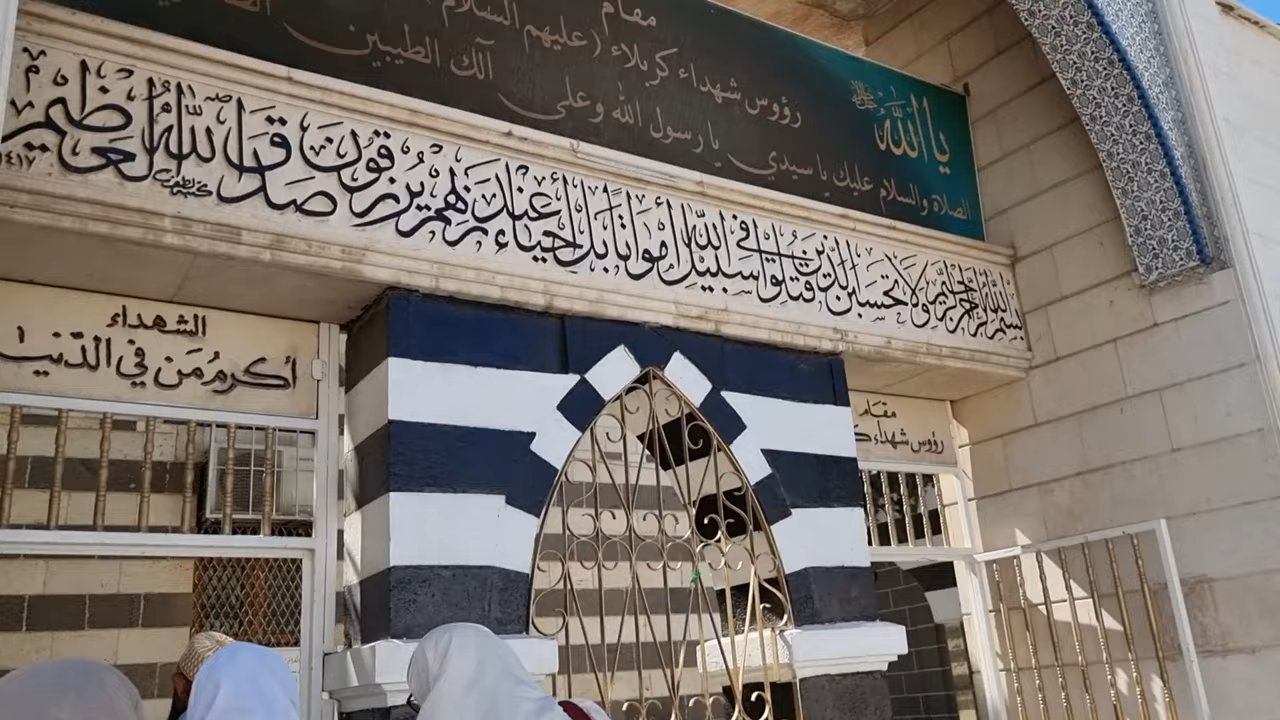 مقام
رؤوس شهداء كربلاء (عليهم السلام
يا الله
الصلاة والسلام عليك يا سيدي يا رسول الله وعلى آلك الطيبين
بسم الله الرحمن الرحيم ولا تحسبن الذين قتلوا في سبيل الله أمواتا بل أحياء عند ربهم يرزقون صدق الله العظيم
١٤١٧
الشهداء
أكرم من في الدنيا
مقام
رؤوس شهداء